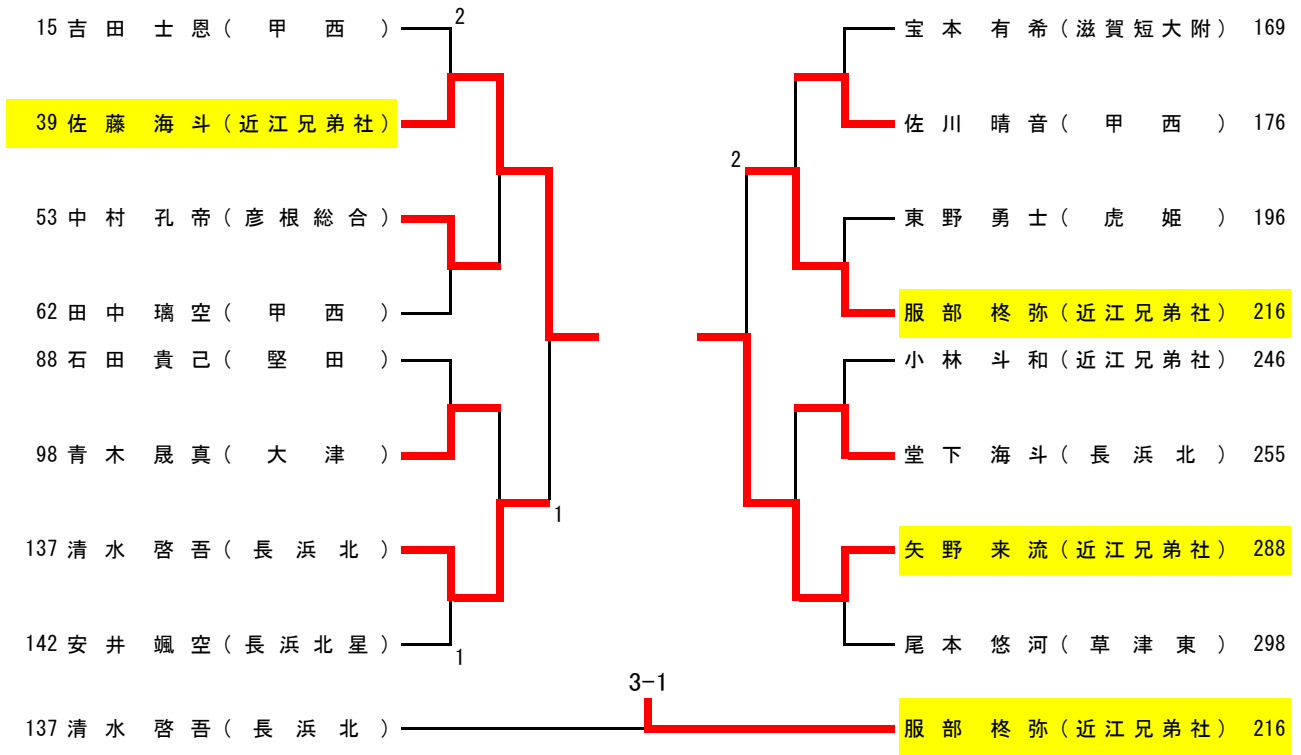 15 吉田 士恩 (甲西)
2
39 佐藤 海斗 (近江兄弟社)
53 中村 孔帝 (彦根総合)
62 田中 璃空 (甲西)
88 石田 貴己 (堅田)
98 青木 晟真 (大津)
1
137 清水 啓吾 (長浜北)
142 安井 颯空 (長浜北星)
1
宝本 有希 (滋賀短大附) 169
佐川 晴音 (甲西) 176
2
東野 勇士 (虎姫) 196
服部 柊弥 (近江兄弟社) 216
小林 斗和 (近江兄弟社) 246
堂下 海斗 (長浜北) 255
矢野 来流 (近江兄弟社) 288
尾本 悠河 (草津東) 298
3-1
137 清水 啓吾 (長浜北)
服部 柊弥 (近江兄弟社) 216